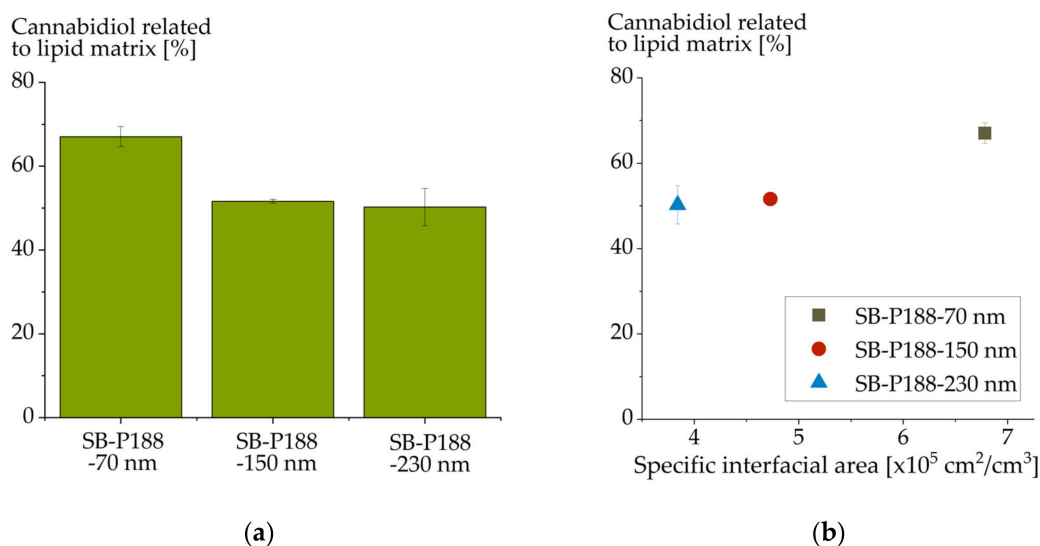 Cannabidiol related
to lipid matrix [%]
80
60
40
20
0
SB-P188
-70 nm
SB-P188
-150 nm
SB-P188
-230 nm
(a)
Cannabidiol related
to lipid matrix [%]
80
60
40
20
0
SB-P188-70 nm
SB-P188-150 nm
SB-P188-230 nm
4 5 6 7
Specific interfacial area [x10⁵ cm²/cm³]
(b)